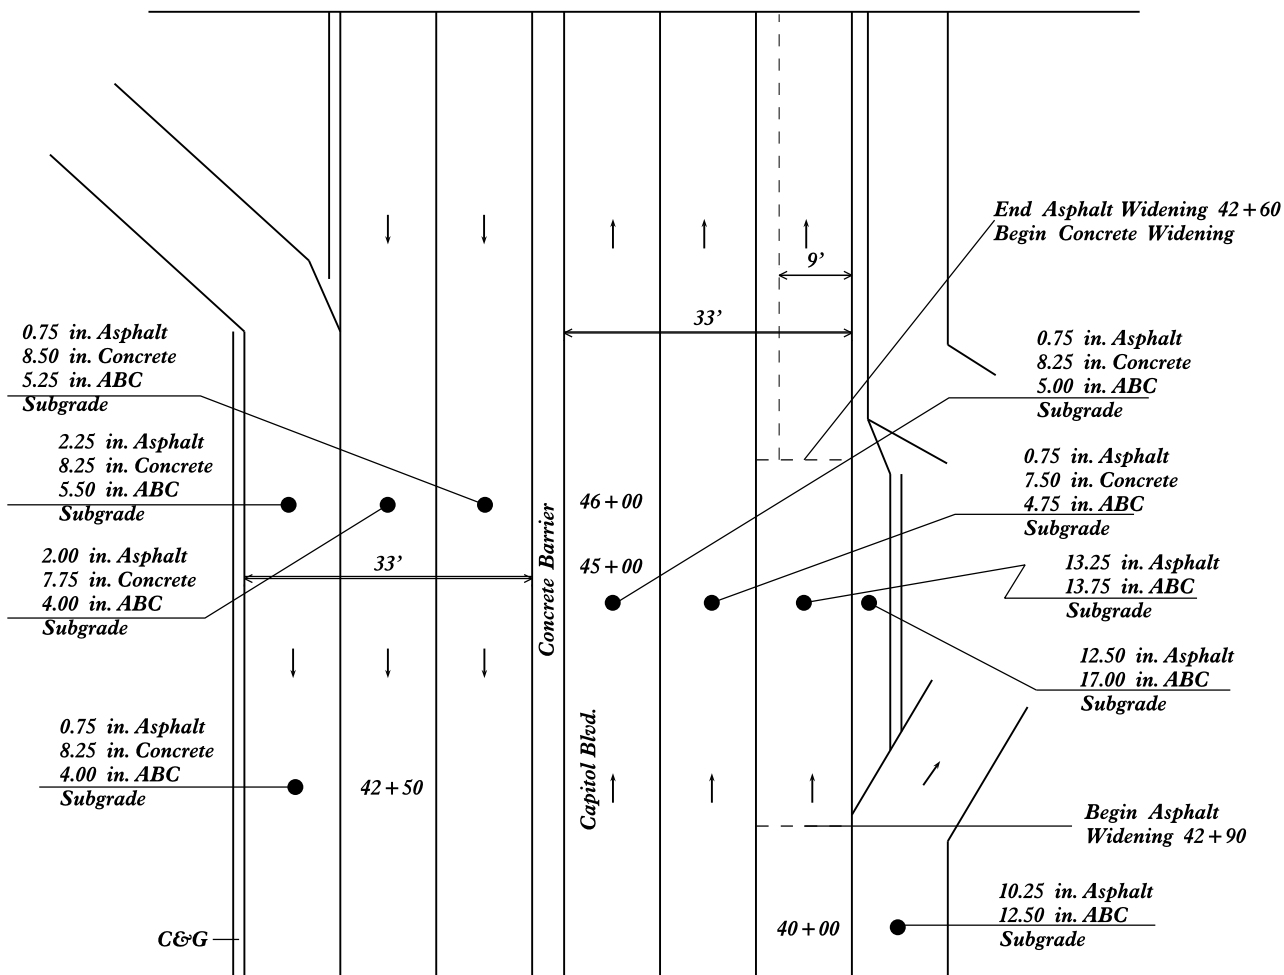 End Asphalt Widening 42+60
Begin Concrete Widening
9'
33'
0.75 in. Asphalt
8.50 in. Concrete
5.25 in. ABC
Subgrade
0.75 in. Asphalt
8.25 in. Concrete
5.00 in. ABC
Subgrade
2.25 in. Asphalt
8.25 in. Concrete
5.50 in. ABC
Subgrade
0.75 in. Asphalt
7.50 in. Concrete
4.75 in. ABC
Subgrade
46+00
45+00
Concrete Barrier
33'
2.00 in. Asphalt
7.75 in. Concrete
4.00 in. ABC
Subgrade
13.25 in. Asphalt
13.75 in. ABC
Subgrade
12.50 in. Asphalt
17.00 in. ABC
Subgrade
0.75 in. Asphalt
8.25 in. Concrete
4.00 in. ABC
Subgrade
42+50
Capitol Blvd.
Begin Asphalt
Widening 42+90
10.25 in. Asphalt
12.50 in. ABC
Subgrade
40+00
C&G